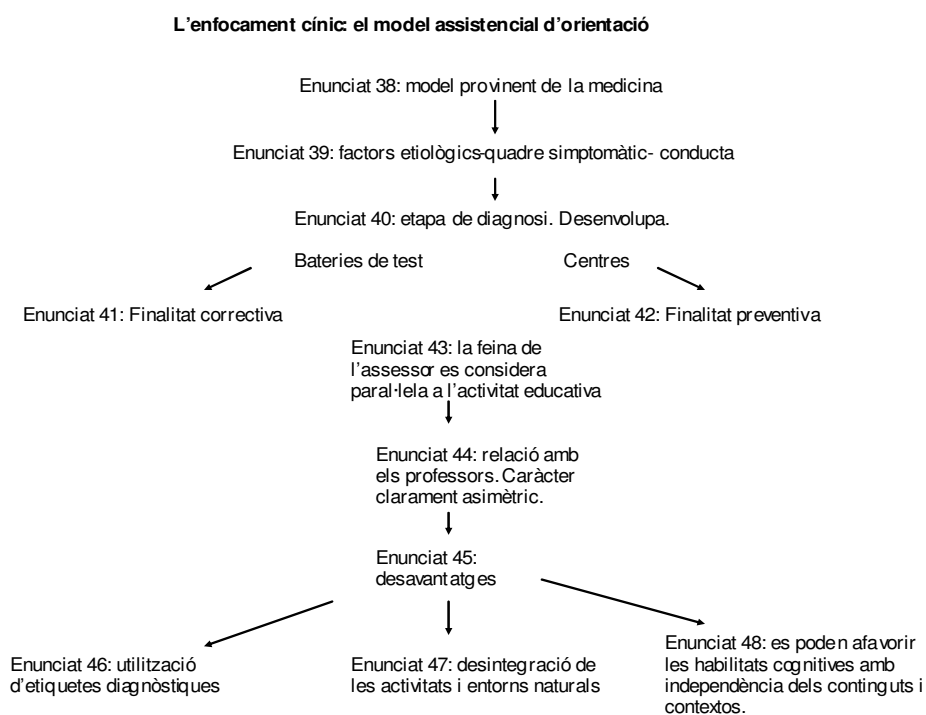 L'enfocament cínic: el model assistencial d'orientació
Enunciat 38: model provinent de la medicina
Enunciat 39: factors etiològics-quadre simptomàtic- conducta
Enunciat 40: etapa de diagnosi. Desenvolupa.
Bateries de test
Centres
Enunciat 41: Finalitat correctiva
Enunciat 42: Finalitat preventiva
Enunciat 43: la feina de
l'assessor es considera
paral·lela a l'activitat educativa
Enunciat 44: relació amb
els professors. Caràcter
clarament asimètric.
Enunciat 45:
desavantatges
Enunciat 46: utilització
d'etiquetes diagnòstiques
Enunciat 47: desintegració de
les activitats i entorns naturals
Enunciat 48: es poden afavorir
les habilitats cognitives amb
independència dels continguts i
contextos.